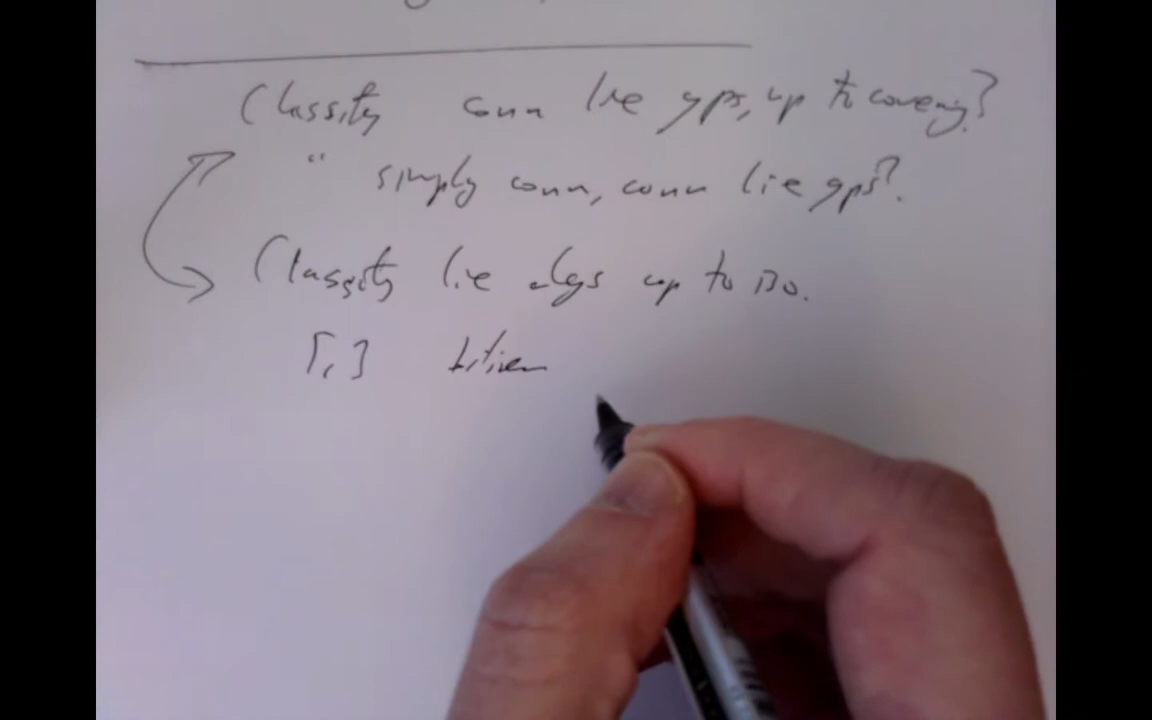 Classify conn Lie gps, up to covering?
" simply conn, conn Lie gps?
Classify Lie algs up to iso.
[,] bilinear